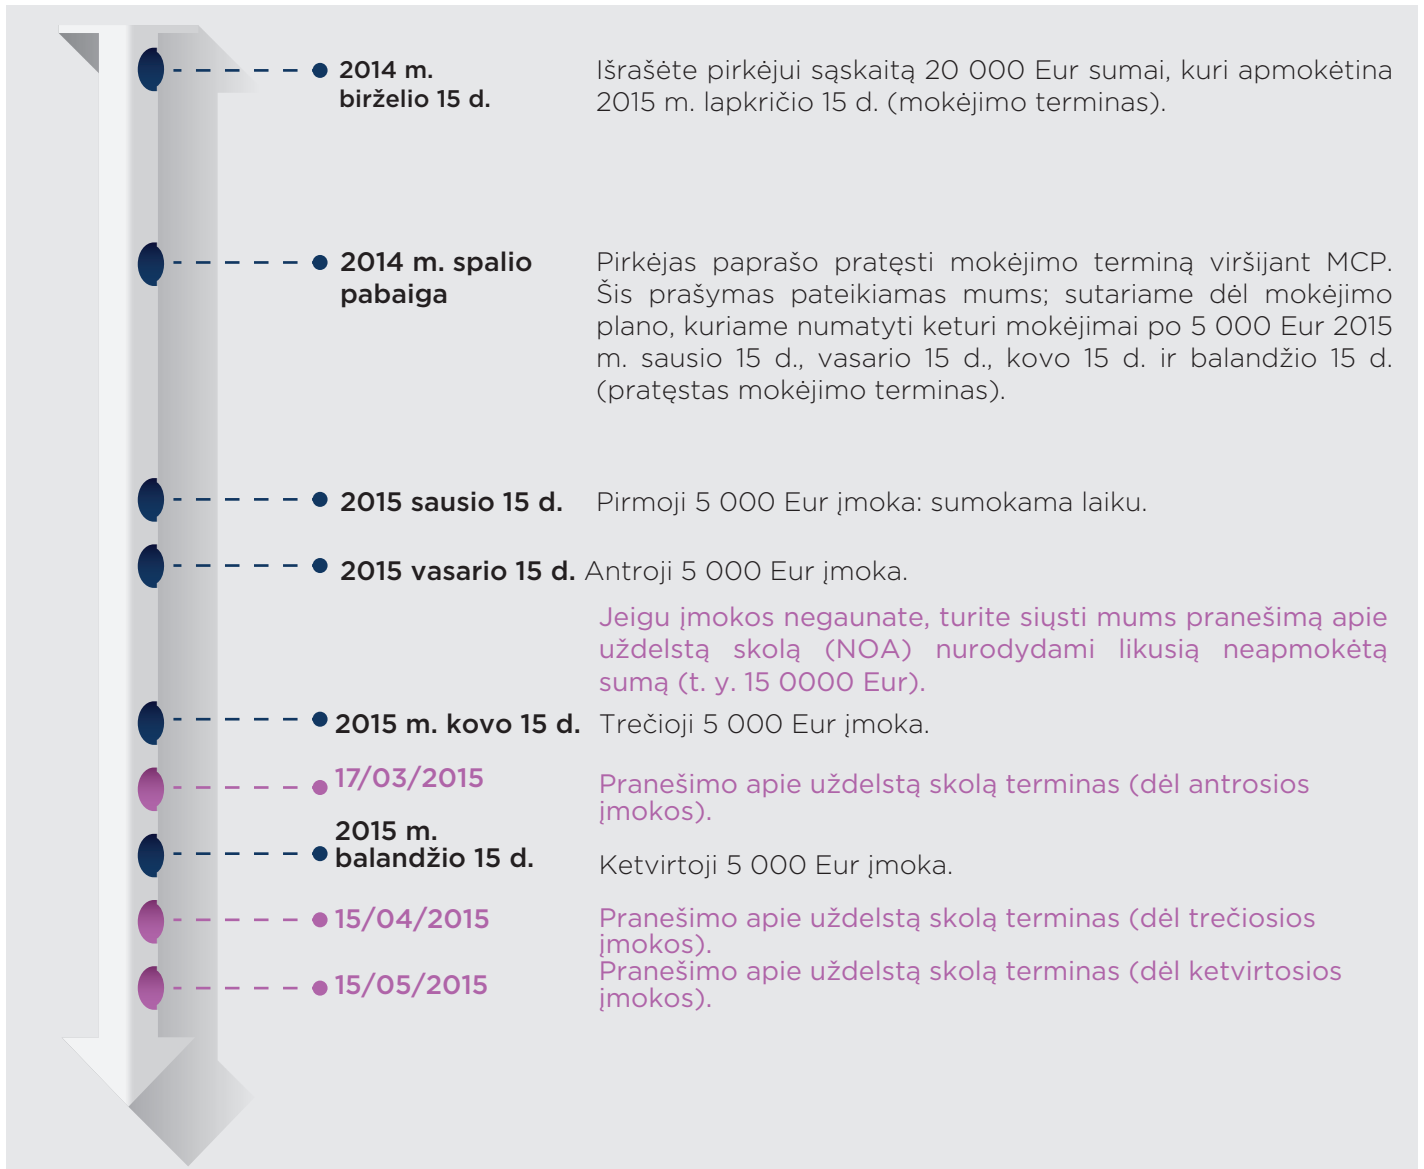 2014 m.
birželio 15 d.
Išrašėte pirkėjui sąskaitą 20 000 Eur sumai, kuri apmokėtina
2015 m. lapkričio 15 d. (mokėjimo terminas).
2014 m. spalio
pabaiga
Pirkėjas paprašo pratęsti mokėjimo terminą viršijant MCP.
Šis prašymas pateikiamas mums; sutariame dėl mokėjimo
plano, kuriame numatyti keturi mokėjimai po 5 000 Eur 2015
m. sausio 15 d., vasario 15 d., kovo 15 d. ir balandžio 15 d.
(pratęstas mokėjimo terminas).
2015 sausio 15 d.
Pirmoji 5 000 Eur įmoka: sumokama laiku.
2015 vasario 15 d.
Antroji 5 000 Eur įmoka.
Jeigu įmokos negaunate, turite siųsti mums pranešimą apie
uždelstą skolą (NOA) nurodydami likusią neapmokėtą
sumą (t. y. 15 0000 Eur).
2015 m. kovo 15 d.
Trečioji 5 000 Eur įmoka.
17/03/2015
Pranešimo apie uždelstą skolą terminas (dėl antrosios
įmokos).
2015 m.
balandžio 15 d.
Ketvirtoji 5 000 Eur įmoka.
15/04/2015
Pranešimo apie uždelstą skolą terminas (dėl trečiosios
įmokos).
15/05/2015
Pranešimo apie uždelstą skolą terminas (dėl ketvirtosios
įmokos).